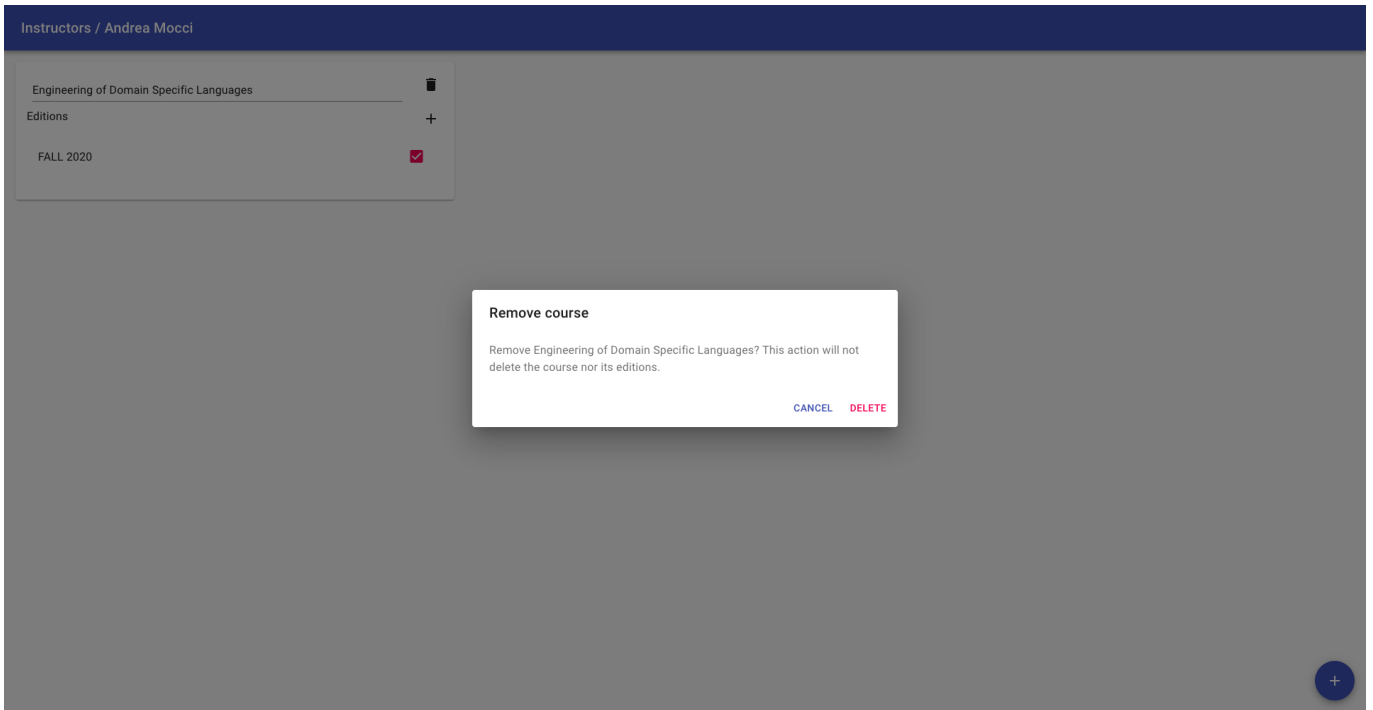 Instructors / Andrea Mocci
Engineering of Domain Specific Languages
Editions
FALL 2020
Remove course
Remove Engineering of Domain Specific Languages? This action will not
delete the course nor its editions.
CANCEL DELETE